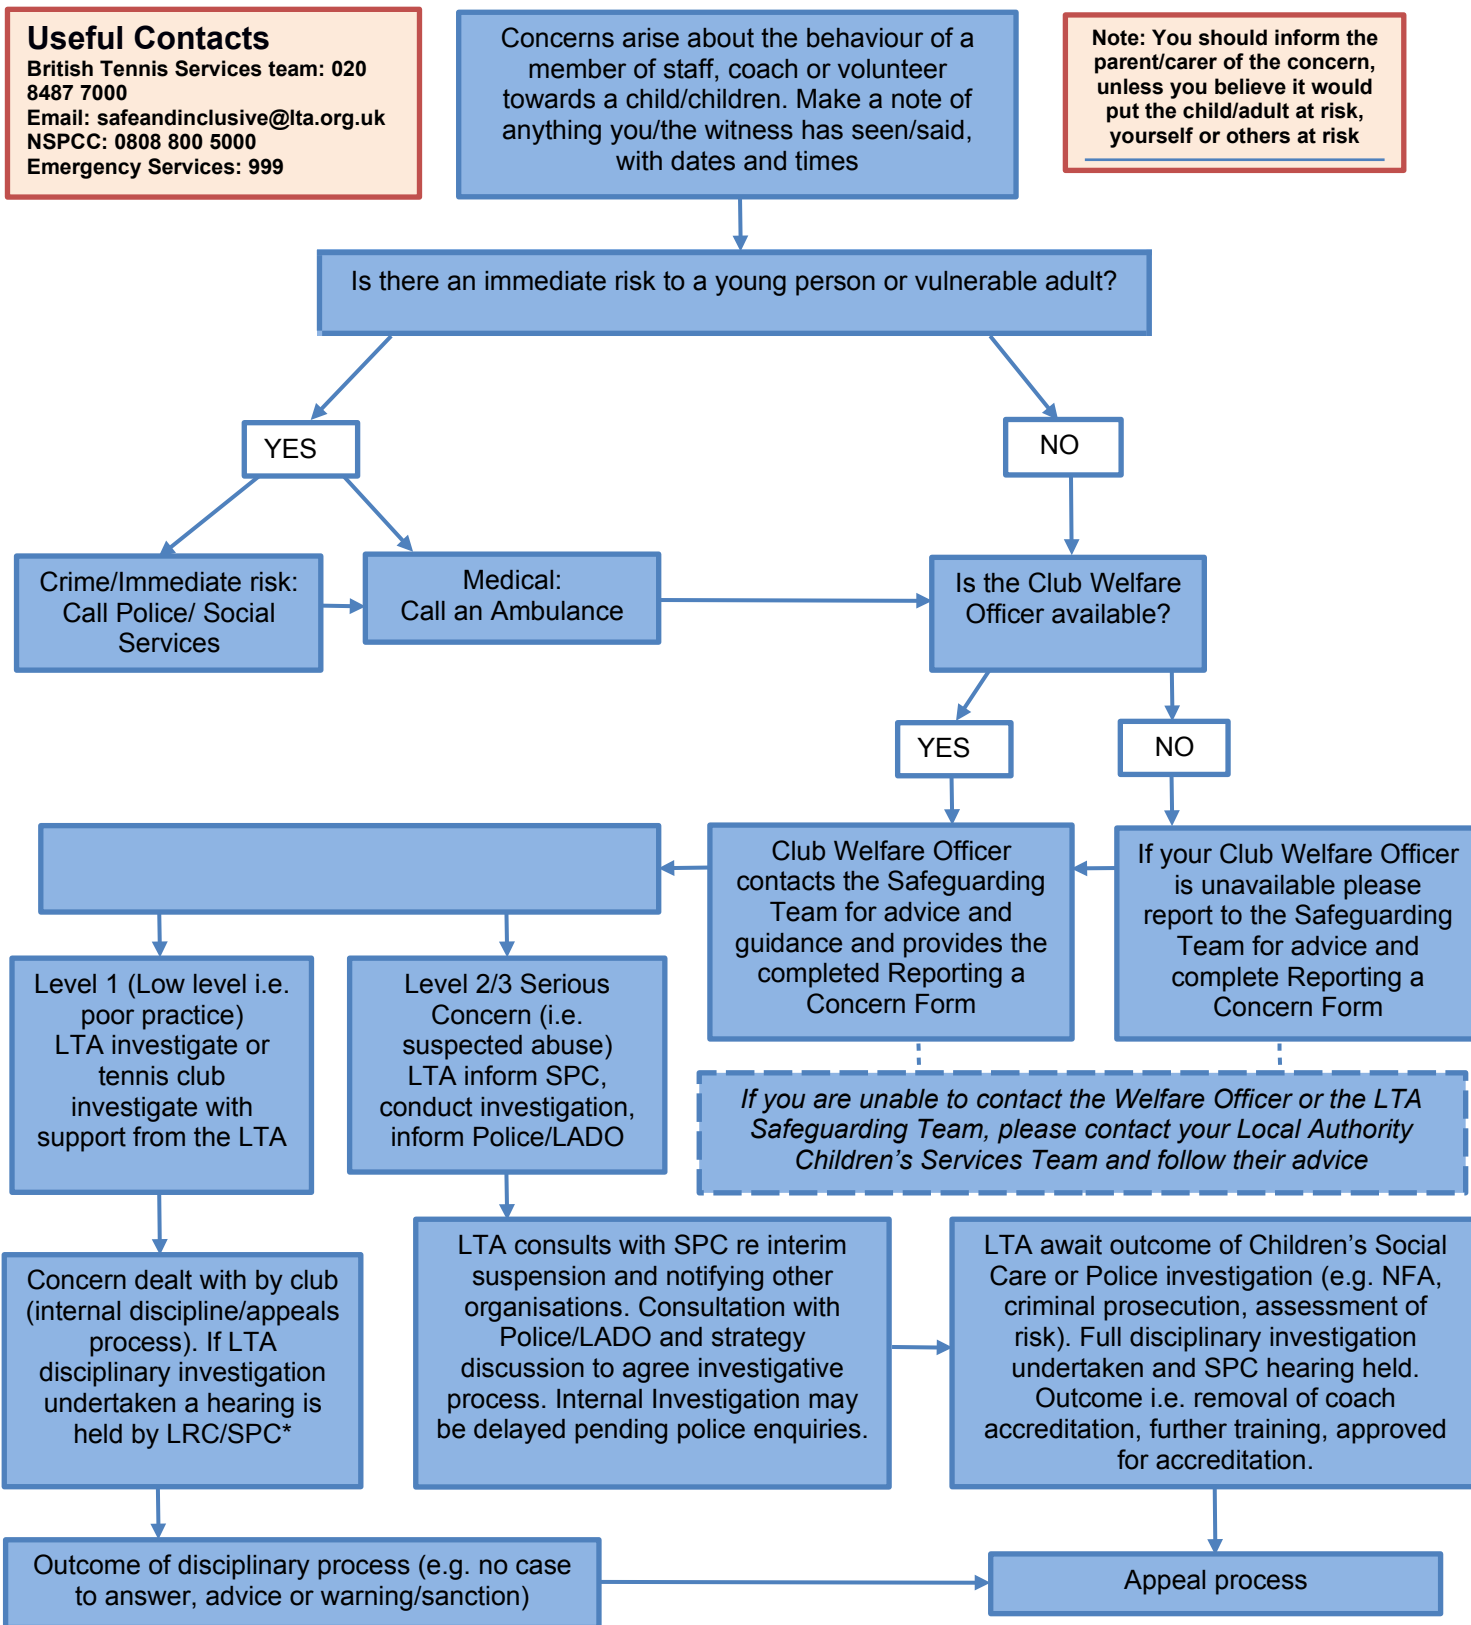 Useful Contacts
British Tennis Services team: 020
8487 7000
Email: safeandinclusive@lta.org.uk
NSPCC: 0808 800 5000
Emergency Services: 999
Concerns arise about the behaviour of a
member of staff, coach or volunteer
towards a child/children. Make a note of
anything you/the witness has seen/said,
with dates and times
Note: You should inform the
parent/carer of the concern,
unless you believe it would
put the child/adult at risk,
yourself or others at risk
Is there an immediate risk to a young person or vulnerable adult?
YES
NO
Crime/Immediate risk:
Call Police/ Social
Services
Medical:
Call an Ambulance
Is the Club Welfare
Officer available?
YES
NO
Club Welfare Officer
contacts the Safeguarding
Team for advice and
guidance and provides the
completed Reporting a
Concern Form
If your Club Welfare Officer
is unavailable please
report to the Safeguarding
Team for advice and
complete Reporting a
Concern Form
Level 1 (Low level i.e.
poor practice)
LTA investigate or
tennis club
investigate with
support from the LTA
Level 2/3 Serious
Concern (i.e.
suspected abuse)
LTA inform SPC,
conduct investigation,
inform Police/LADO
If you are unable to contact the Welfare Officer or the LTA
Safeguarding Team, please contact your Local Authority
Children’s Services Team and follow their advice
Concern dealt with by club
(internal discipline/appeals
process). If LTA
disciplinary investigation
undertaken a hearing is
held by LRC/SPC*
LTA consults with SPC re interim
suspension and notifying other
organisations. Consultation with
Police/LADO and strategy
discussion to agree investigative
process. Internal Investigation may
be delayed pending police enquiries.
LTA await outcome of Children’s Social
Care or Police investigation (e.g. NFA,
criminal prosecution, assessment of
risk). Full disciplinary investigation
undertaken and SPC hearing held.
Outcome i.e. removal of coach
accreditation, further training, approved
for accreditation.
Outcome of disciplinary process (e.g. no case
to answer, advice or warning/sanction)
Appeal process